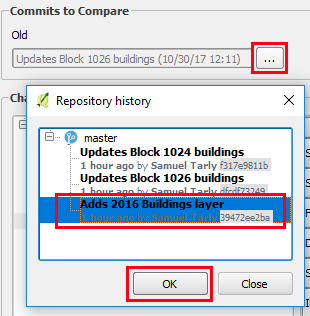 Commits to Compare
Old
Updates Block 1026 buildings (10/30/17 12:11)
...
Repository history
master
Updates Block 1024 buildings
1 hour ago by Samuel Tarly f317e9811b
Updates Block 1026 buildings
1 hour ago by Samuel Tarly dfcdf73249
Adds 2016 Buildings layer
1 hour ago by Samuel Tarly 39472ee2ba
OK
Close